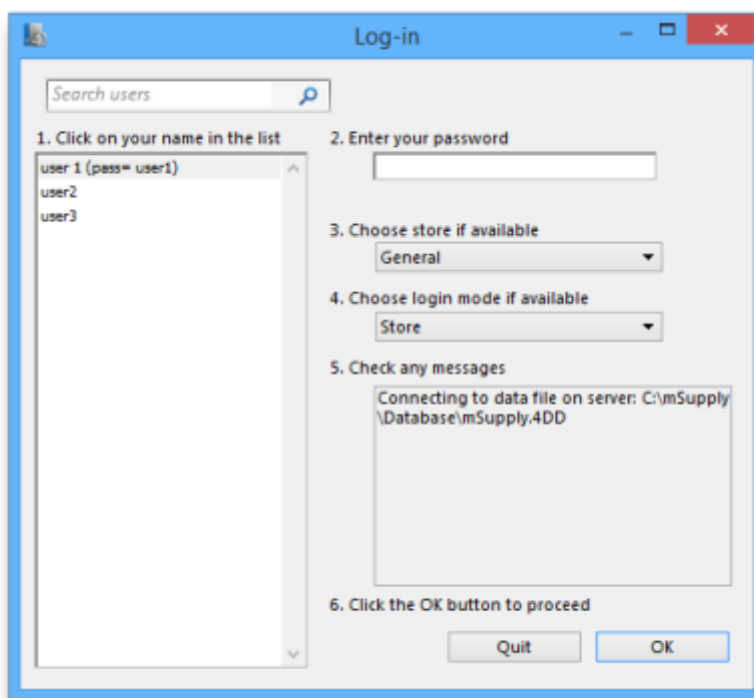 Log-in
Search users
1. Click on your name in the list
user 1 (pass= user1)
user2
user3
2. Enter your password
3. Choose store if available
General
4. Choose login mode if available
Store
5. Check any messages
Connecting to data file on server: C:\mSupply
\Database\mSupply.4DD
6. Click the OK button to proceed
Quit
OK